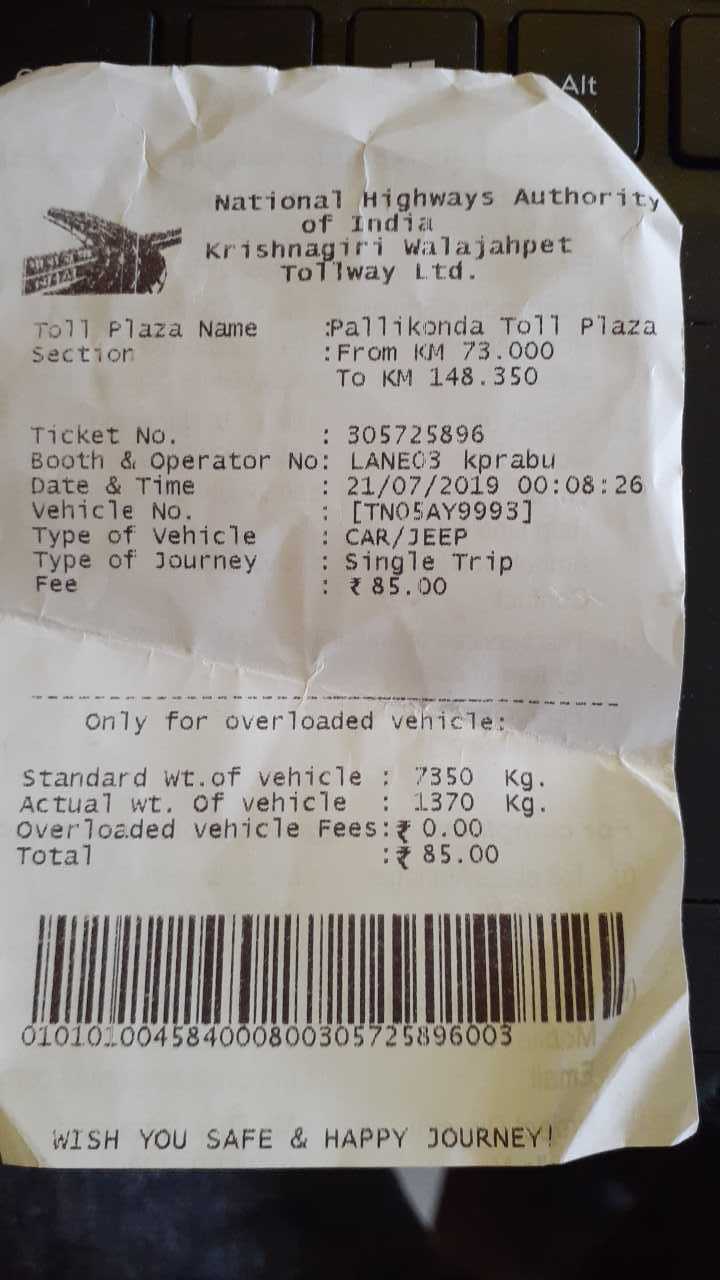 Alt
National Highways Authority
of India
Krishnagiri Walajahpet
Tollway Ltd.
Toll Plaza Name :Pallikonda Toll Plaza
Section :From KM 73.000
To KM 148.350
Ticket No. : 305725896
Booth & Operator No: LANE03 kprabu
Date & Time : 21/07/2019 00:08:26
Vehicle No. : [TN05AY9993]
Type of Vehicle : CAR/JEEP
Type of Journey : Single Trip
Fee : ₹ 85.00
Only for overloaded vehicle:
Standard Wt.of vehicle : 7350 Kg.
Actual wt. Of vehicle : 1370 Kg.
Overloaded vehicle Fees:₹ 0.00
Total :₹ 85.00
010101004584000800305725896003
WISH YOU SAFE & HAPPY JOURNEY!